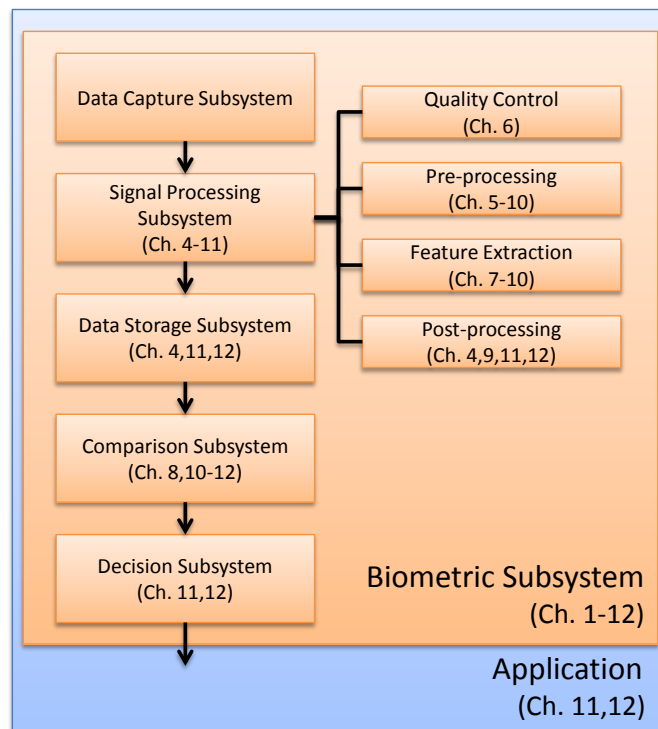 Data Capture Subsystem
Signal Processing
Subsystem
(Ch. 4-11)
Data Storage Subsystem
(Ch. 4,11,12)
Comparison Subsystem
(Ch. 8,10-12)
Decision Subsystem
(Ch. 11,12)
Quality Control
(Ch. 6)
Pre-processing
(Ch. 5-10)
Feature Extraction
(Ch. 7-10)
Post-processing
(Ch. 4,9,11,12)
Biometric Subsystem
(Ch. 1-12)
Application
(Ch. 11,12)